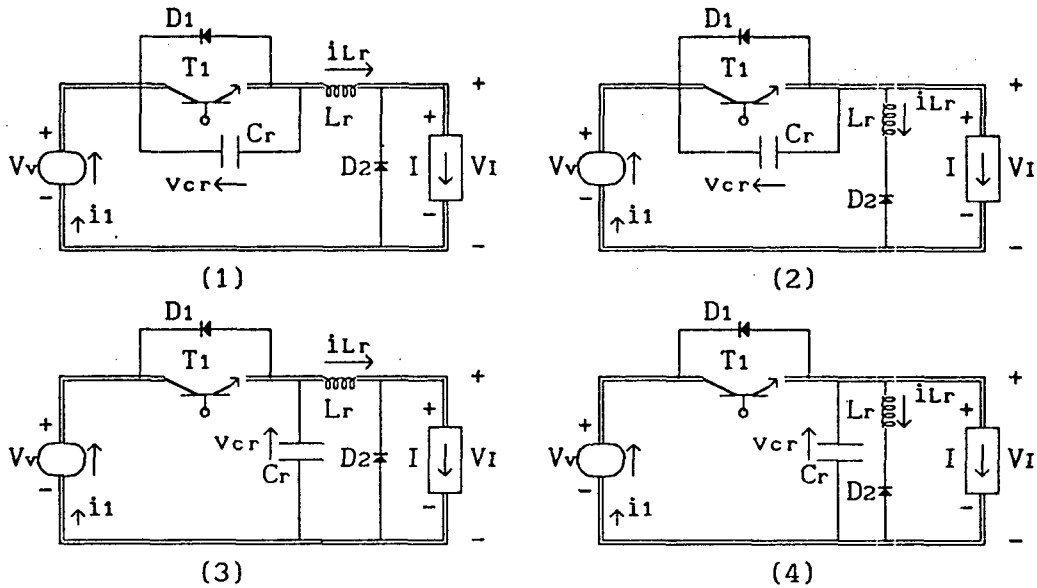 D1
T1
iLr
Lr
Cr
vcr
+
Vv
-
i1
D2
+
I
-
+
VI
-
(1)
D1
T1
Cr
vcr
Lr
iLr
D2
+
Vv
-
i1
+
I
-
+
VI
-
(2)
D1
T1
iLr
Lr
vcr
Cr
D2
+
Vv
-
i1
+
I
-
+
VI
-
(3)
D1
T1
vcr
Cr
Lr
iLr
D2
+
Vv
-
i1
+
I
-
+
VI
-
(4)